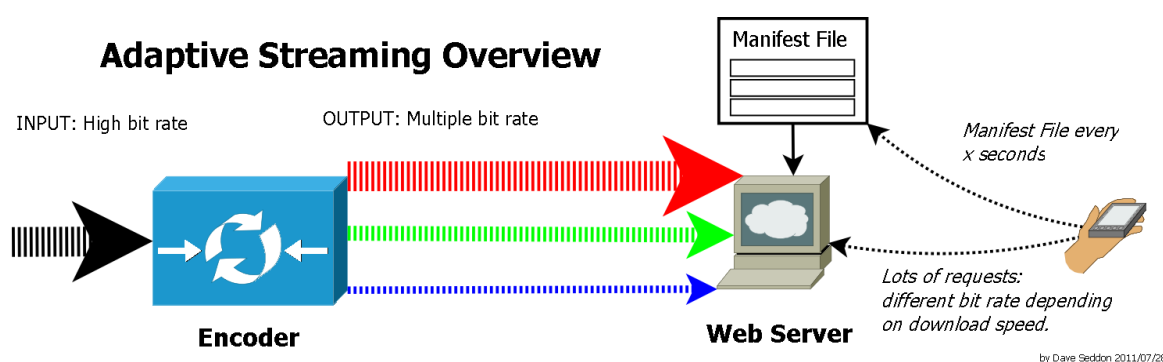 Adaptive Streaming Overview
Manifest File
INPUT: High bit rate
OUTPUT: Multiple bit rate
Manifest File every
x seconds
Lots of requests:
different bit rate depending
on download speed.
Encoder
Web Server
by Dave Seddon 2011/07/28